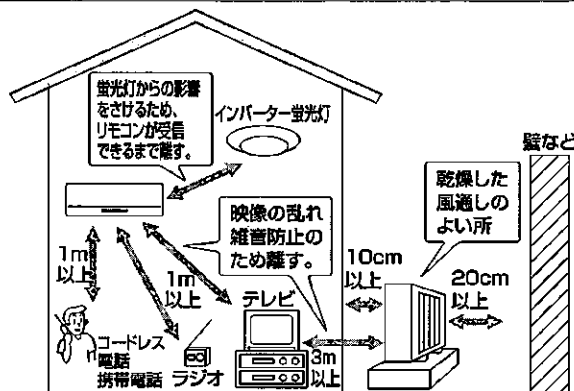 蛍光灯からの影響
をさけるため、
リモコンが受信
できるまで離す。
インバーター蛍光灯
壁など
乾燥した
風通しの
よい所
映像の乱れ
雑音防止の
ため離す。
1m
以上
1m
以上
10cm
以上
20cm
以上
テレビ
3m
以上
コードレス
電話
携帯電話
ラジオ